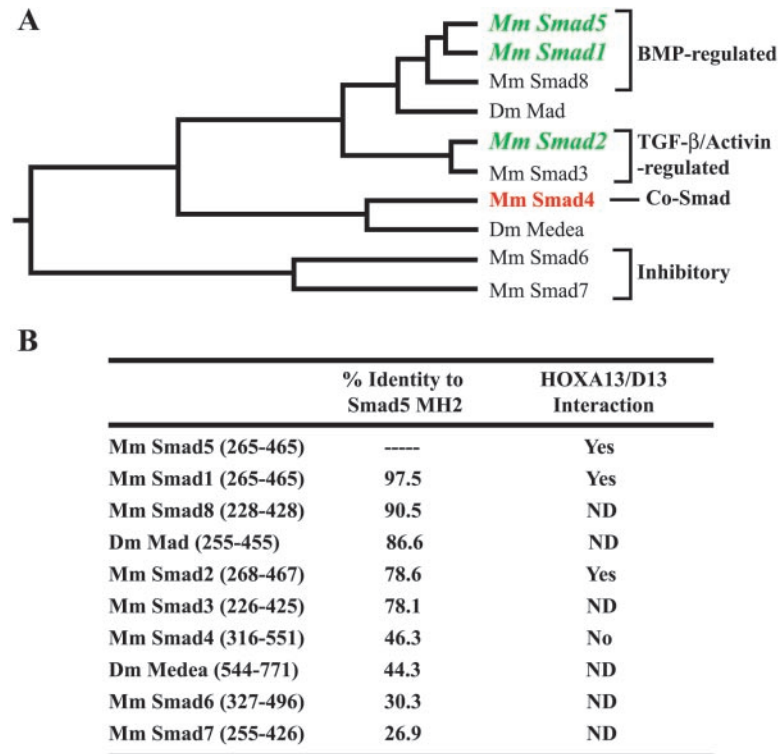 A
Mm Smad5
Mm Smad1
BMP-regulated
Mm Smad8
Dm Mad
Mm Smad2
TGF-β/Activin
-regulated
Mm Smad3
Mm Smad4
Co-Smad
Dm Medea
Mm Smad6
Inhibitory
Mm Smad7
B
% Identity to HOXA13/D13
Smad5 MH2 Interaction
Mm Smad5 (265-465) ----- Yes
Mm Smad1 (265-465) 97.5 Yes
Mm Smad8 (228-428) 90.5 ND
Dm Mad (255-455) 86.6 ND
Mm Smad2 (268-467) 78.6 Yes
Mm Smad3 (226-425) 78.1 ND
Mm Smad4 (316-551) 46.3 No
Dm Medea (544-771) 44.3 ND
Mm Smad6 (327-496) 30.3 ND
Mm Smad7 (255-426) 26.9 ND